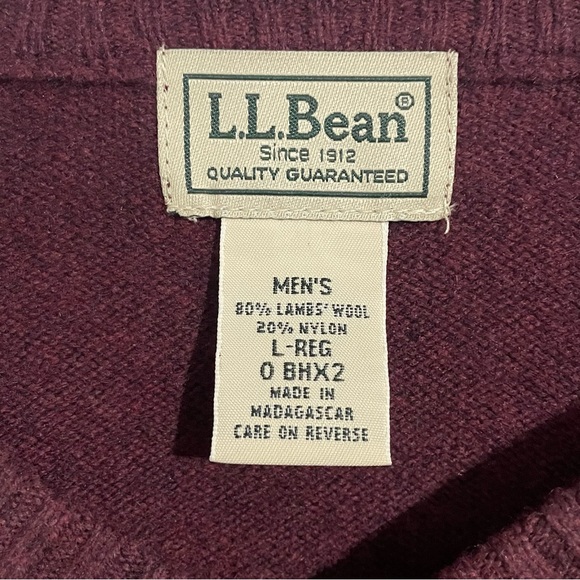 L.L.Bean®
Since 1912
QUALITY GUARANTEED
MEN'S
80% LAMBS' WOOL
20% NYLON
L-REG
0 BHX2
MADE IN
MADAGASCAR
CARE ON REVERSE